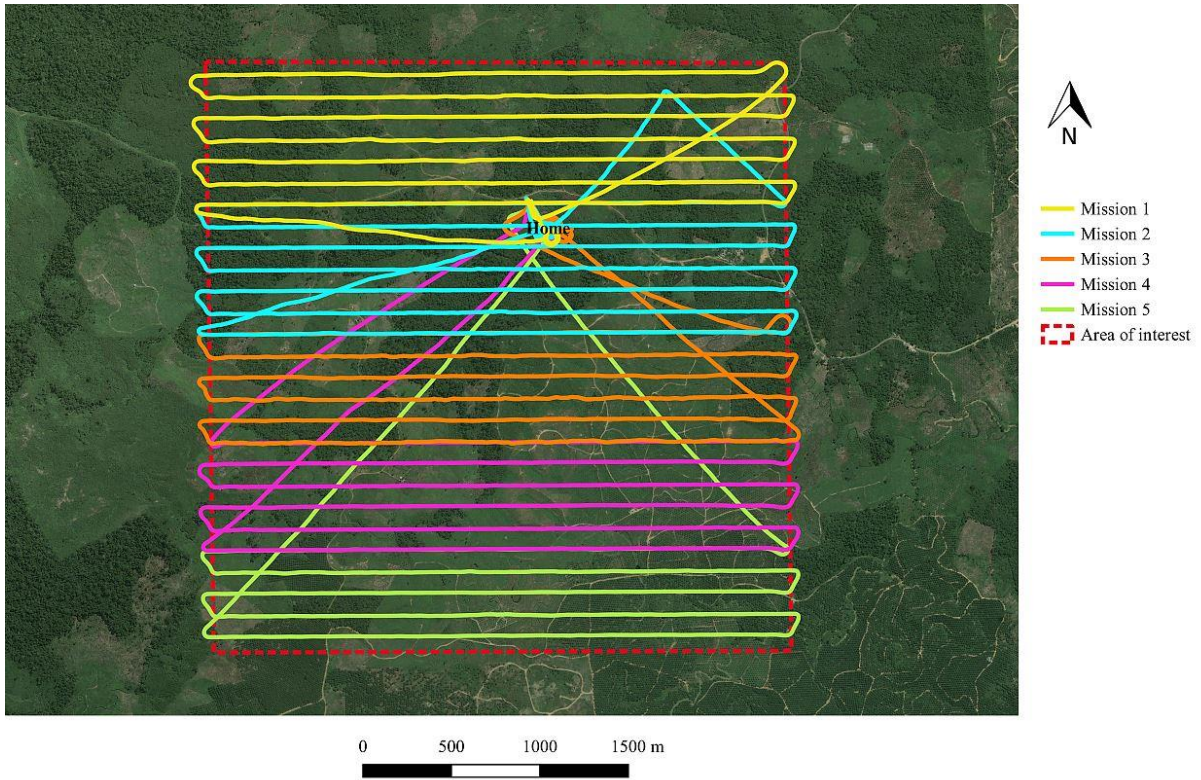 N
Mission 1
Mission 2
Mission 3
Mission 4
Mission 5
Area of interest
Home
0 500 1000 1500 m